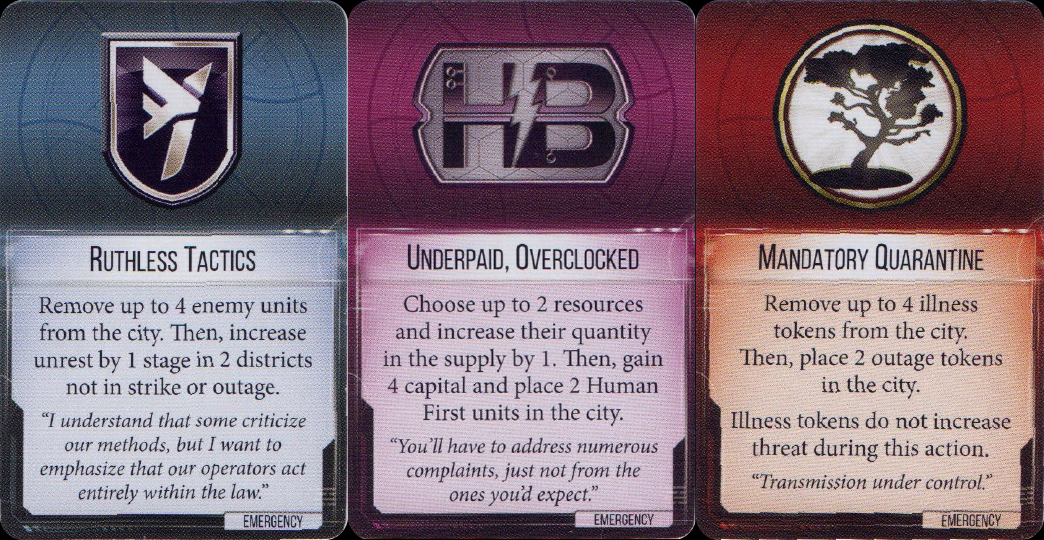 RUTHLESS TACTICS
Remove up to 4 enemy units
from the city. Then, increase
unrest by 1 stage in 2 districts
not in strike or outage.
“I understand that some criticize
our methods, but I want to
emphasize that our operators act
entirely within the law.”
EMERGENCY
HB
UNDERPAID, OVERCLOCKED
Choose up to 2 resources
and increase their quantity
in the supply by 1. Then, gain
4 capital and place 2 Human
First units in the city.
“You’ll have to address numerous
complaints, just not from the
ones you’d expect.”
EMERGENCY
MANDATORY QUARANTINE
Remove up to 4 illness
tokens from the city.
Then, place 2 outage tokens
in the city.
Illness tokens do not increase
threat during this action.
“Transmission under control.”
EMERGENCY